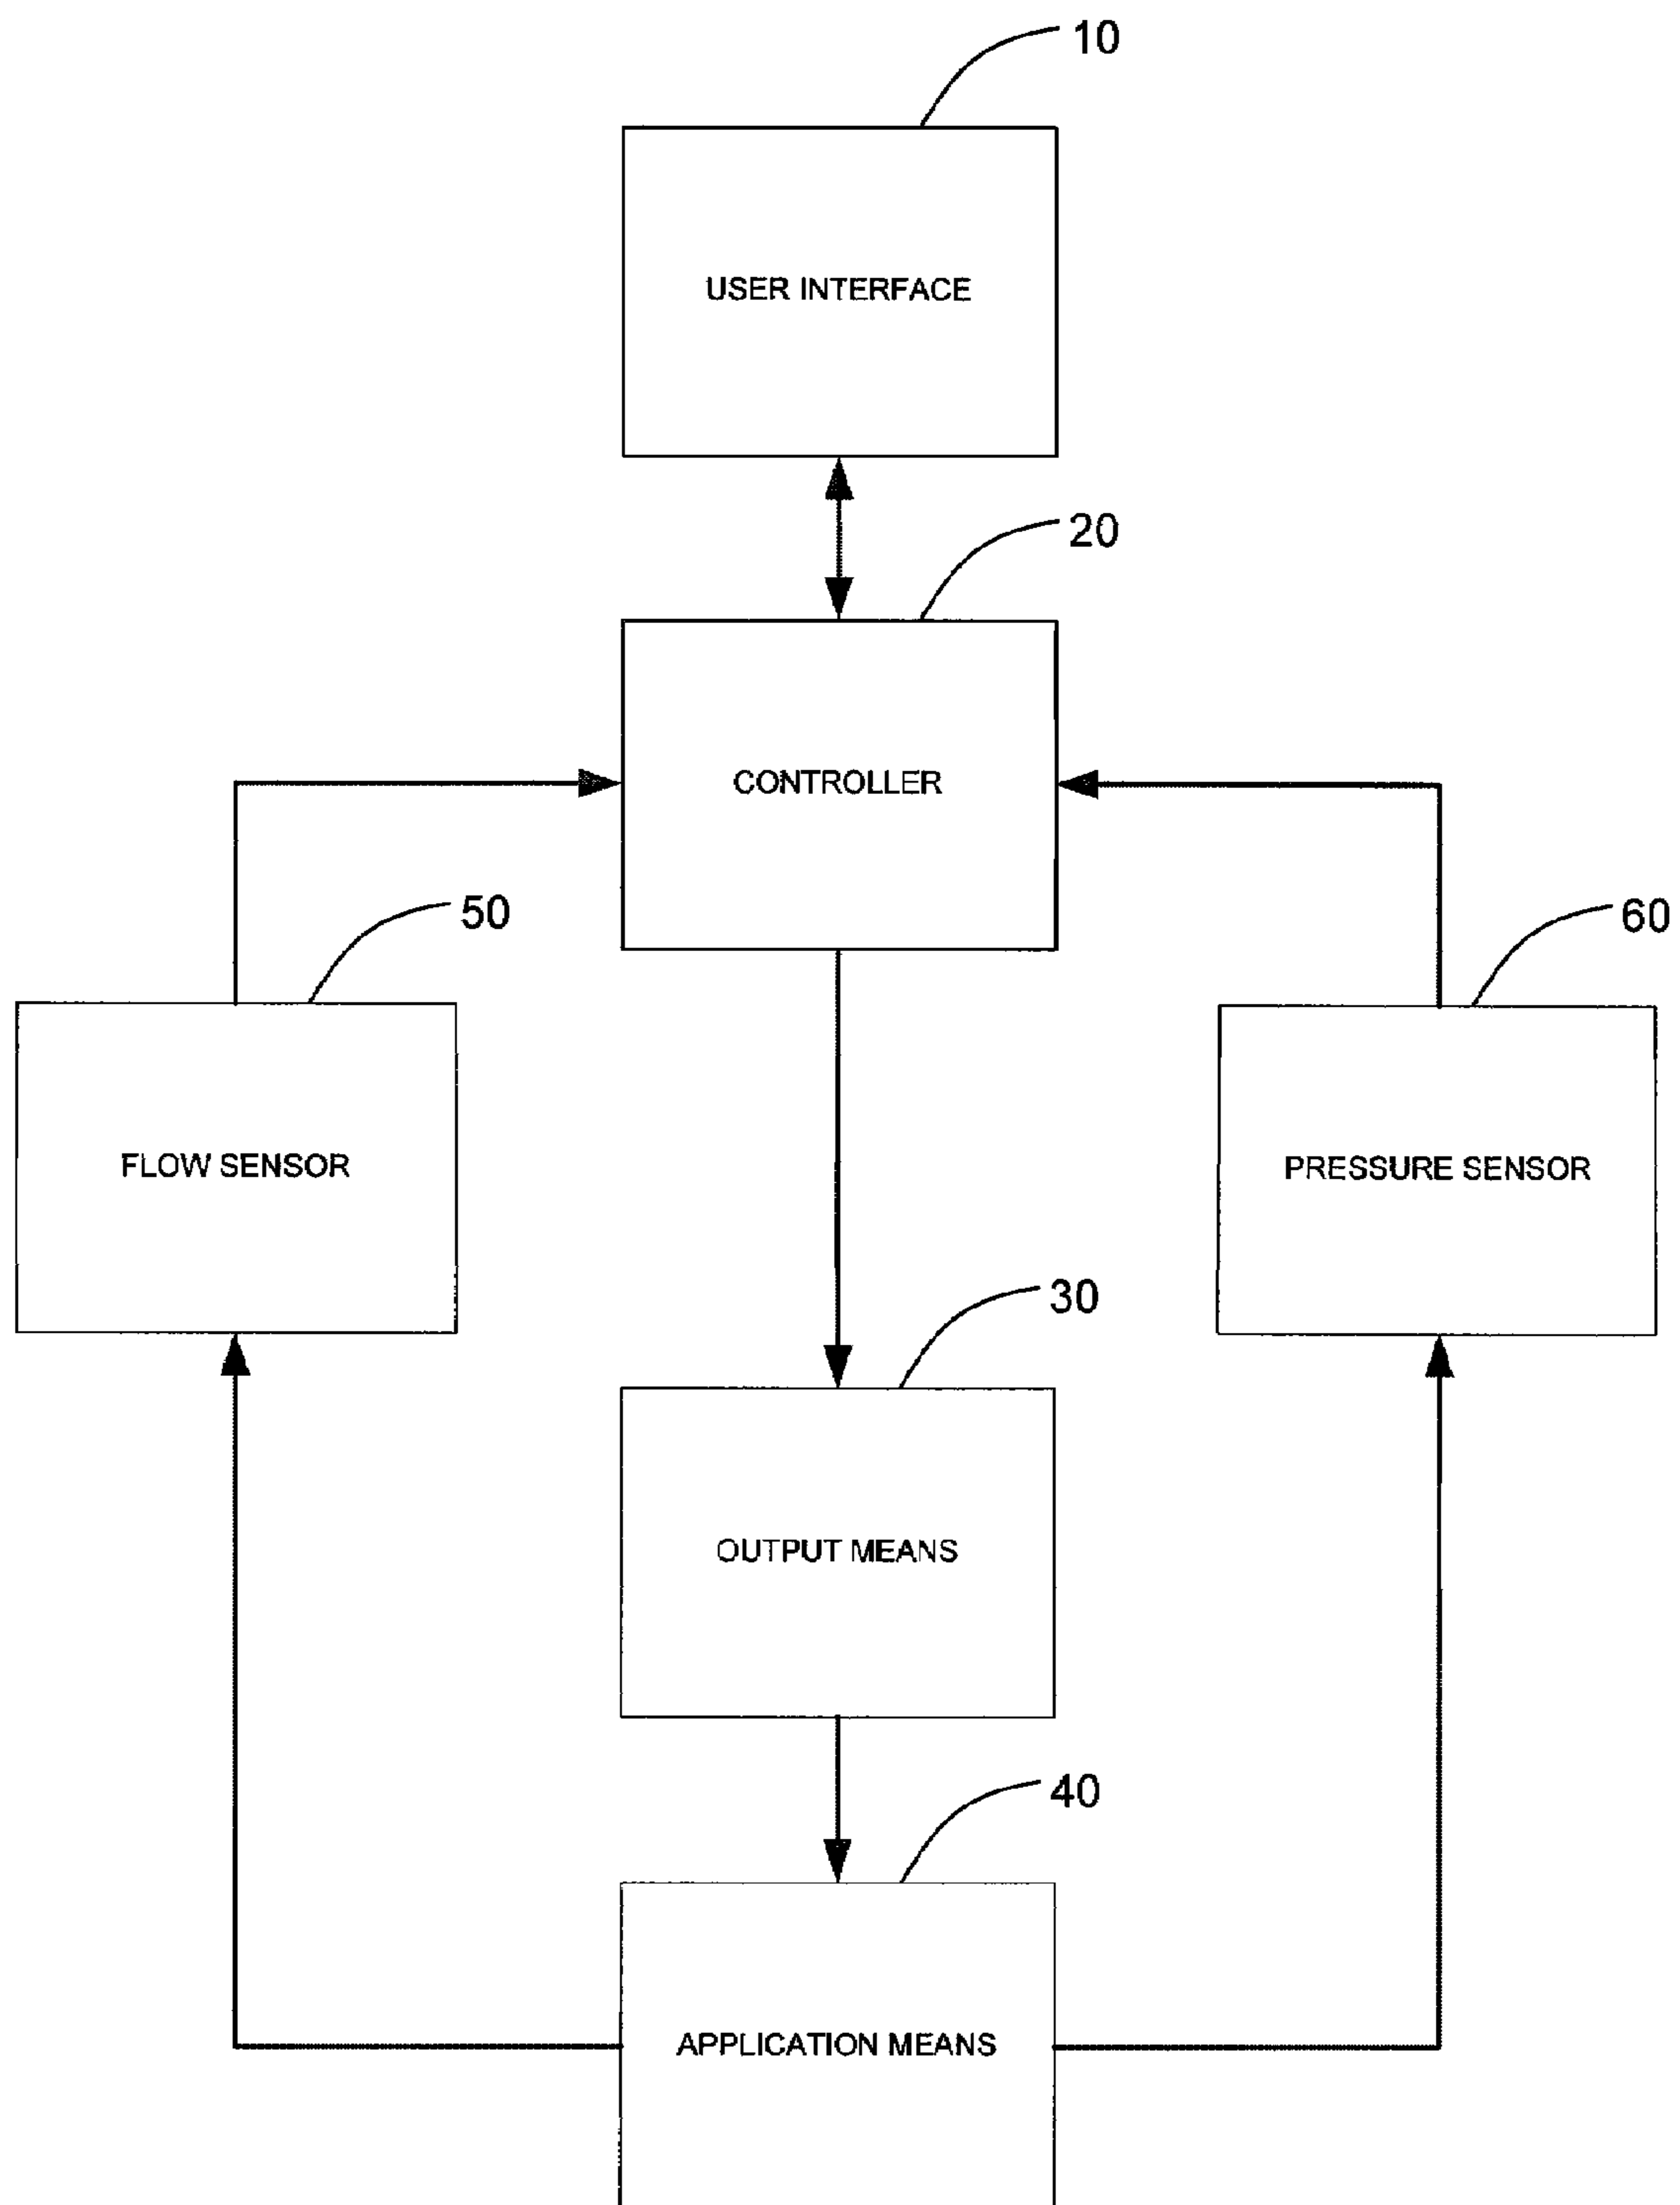 10
USER INTERFACE
20
CONTROLLER
50
60
FLOW SENSOR
PRESSURE SENSOR
30
OUTPUT MEANS
40
APPLICATION MEANS